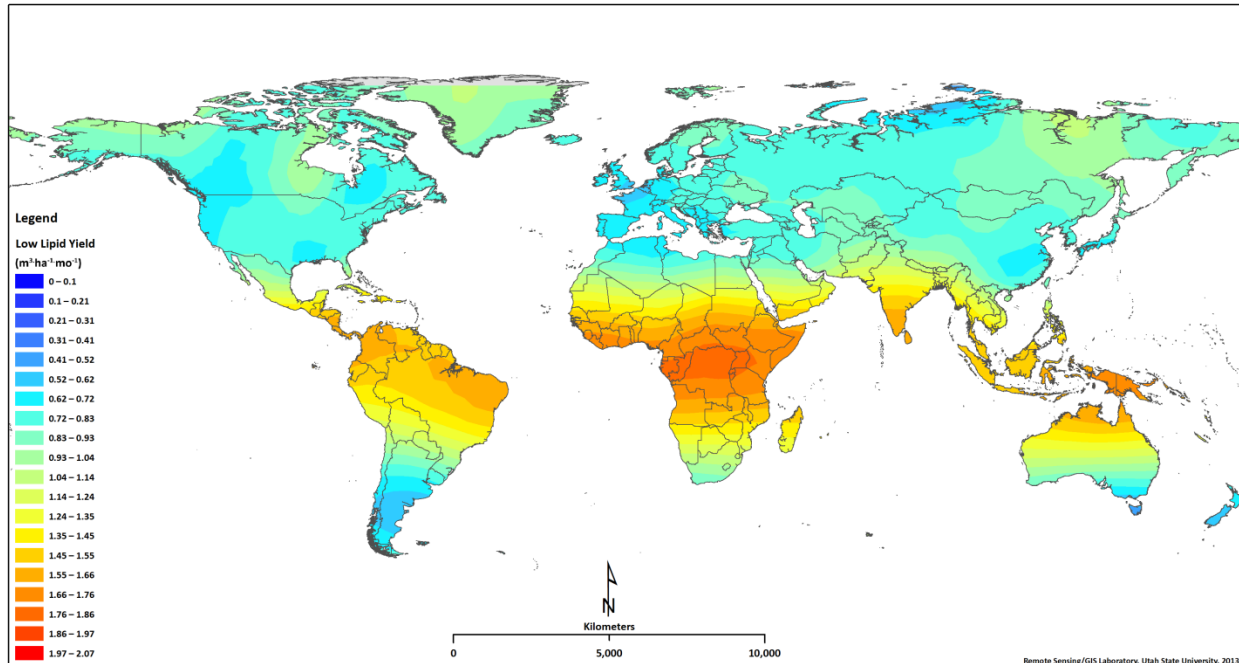 Legend
Low Lipid Yield
(m³·ha⁻¹·mo⁻¹)
0 – 0.1
0.1 – 0.21
0.21 – 0.31
0.31 – 0.41
0.41 – 0.52
0.52 – 0.62
0.62 – 0.72
0.72 – 0.83
0.83 – 0.93
0.93 – 1.04
1.04 – 1.14
1.14 – 1.24
1.24 – 1.35
1.35 – 1.45
1.45 – 1.55
1.55 – 1.66
1.66 – 1.76
1.76 – 1.86
1.86 – 1.97
1.97 – 2.07
N
Kilometers
0 5,000 10,000
Remote Sensing/GIS Laboratory, Utah State University, 2013